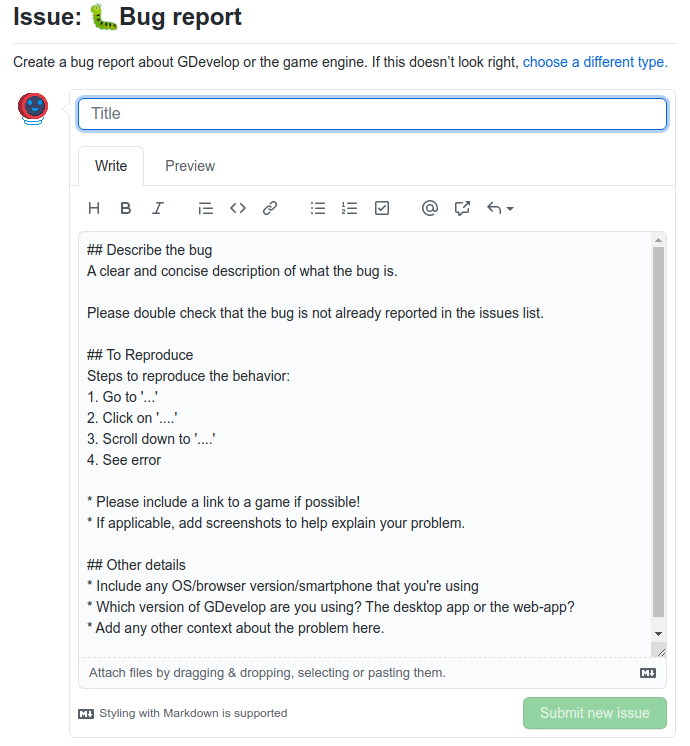 Issue: 🐛Bug report
Create a bug report about GDevelop or the game engine. If this doesn’t look right, choose a different type.
Title
Write Preview
H B I @
## Describe the bug
A clear and concise description of what the bug is.
Please double check that the bug is not already reported in the issues list.
## To Reproduce
Steps to reproduce the behavior:
1. Go to '...'
2. Click on '....'
3. Scroll down to '....'
4. See error
* Please include a link to a game if possible!
* If applicable, add screenshots to help explain your problem.
## Other details
* Include any OS/browser version/smartphone that you're using
* Which version of GDevelop are you using? The desktop app or the web-app?
* Add any other context about the problem here.
Attach files by dragging & dropping, selecting or pasting them.
Styling with Markdown is supported
Submit new issue